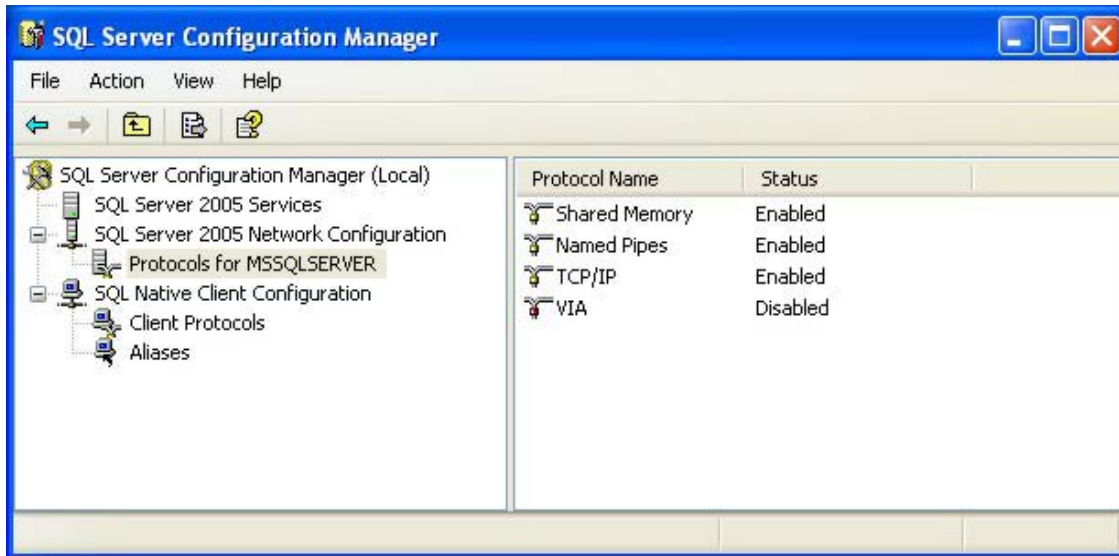 SQL Server Configuration Manager
File Action View Help
SQL Server Configuration Manager (Local)
SQL Server 2005 Services
SQL Server 2005 Network Configuration
Protocols for MSSQLSERVER
SQL Native Client Configuration
Client Protocols
Aliases
Protocol Name Status
Shared Memory Enabled
Named Pipes Enabled
TCP/IP Enabled
VIA Disabled